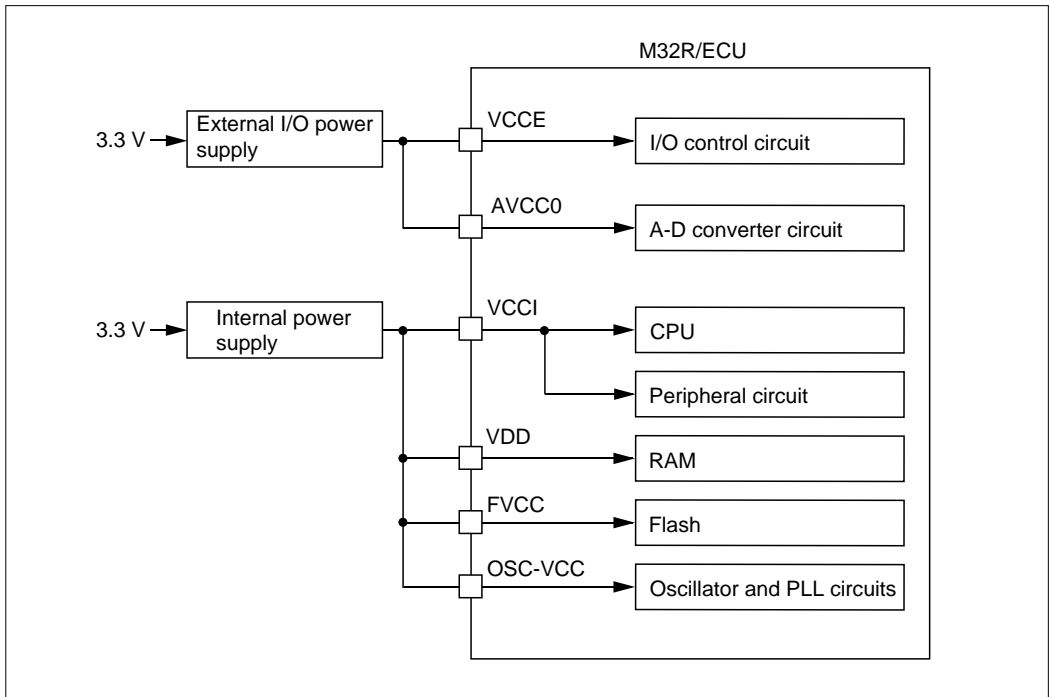 M32R/ECU
3.3 V
External I/O power
supply
VCCE
I/O control circuit
AVCC0
A-D converter circuit
3.3 V
Internal power
supply
VCCI
CPU
Peripheral circuit
VDD
RAM
FVCC
Flash
OSC-VCC
Oscillator and PLL circuits